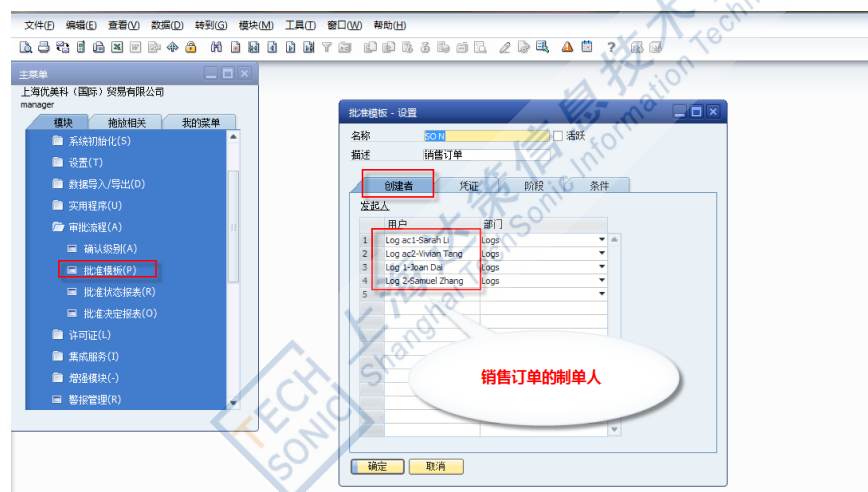 文件(F) 编辑(E) 查看(V) 数据(D) 转到(G) 模块(M) 工具(T) 窗口(W) 帮助(H)
主菜单
上海优美科（国际）贸易有限公司
manager
模块 拖放相关 我的菜单
系统初始化(S)
设置(T)
数据导入/导出(D)
实用程序(U)
审批流程(A)
确认级别(A)
批准模板(P)
批准状态报表(R)
批准决定报表(O)
许可证(L)
集成服务(I)
增强模块(-)
警报管理(R)
批准模板 - 设置
名称 SO N 活跃
描述 销售订单
创建者 凭证 阶段 条件
发起人
用户 部门
1 Log ac1-Sarah Li Logs
2 Log ac2-Vivian Tang Logs
3 Log 1-Joan Dai Logs
4 Log 2-Samuel Zhang Logs
5
销售订单的制单人
确定 取消
TECH
SONIC
上海达策信息技术
Shanghai TechSonic Information Tech